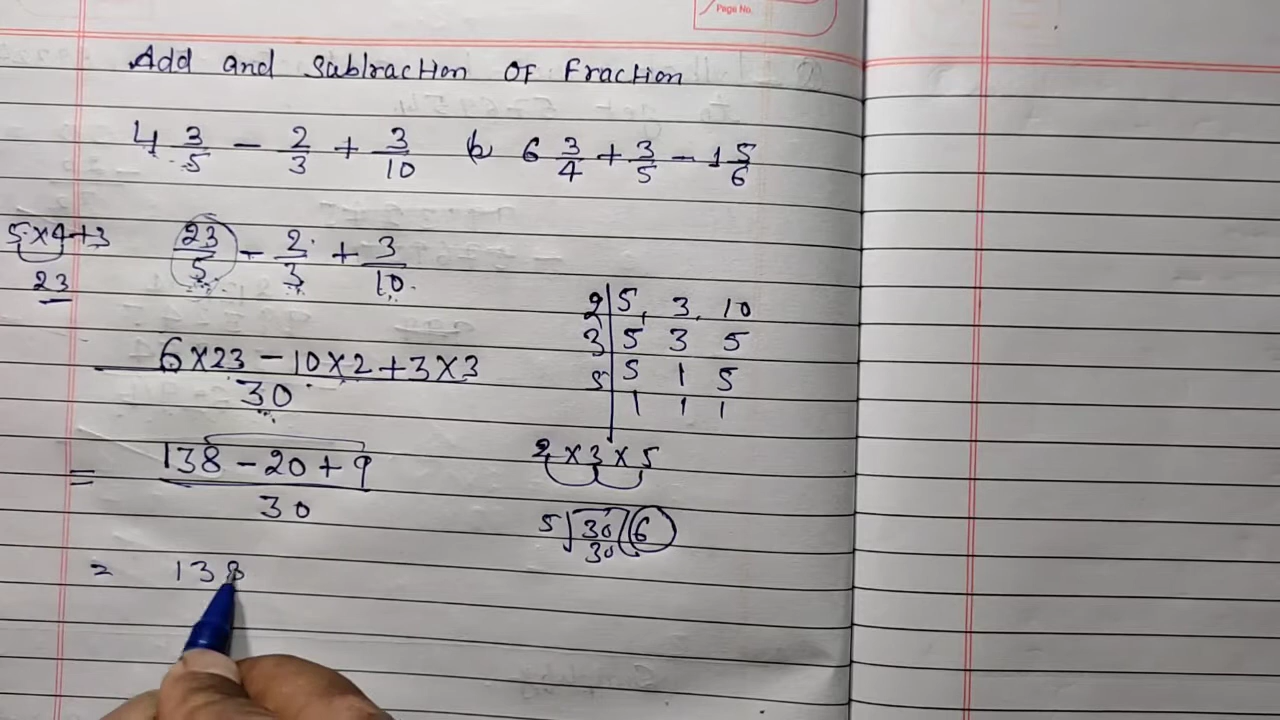 Page No.
Add and Sabtraction OF Fraction
4 3/5 - 2/3 + 3/10 b 6 3/4 + 3/5 - 1 5/6
5×4+3
23
23/5 - 2/3 + 3/10
6×23 - 10×2 + 3×3
30
= 138 - 20 + 9
30
= 138
2 5, 3, 10
3 5 3 5
5 5 1 5
1 1 1
2 × 3 × 5
5 30 6
30